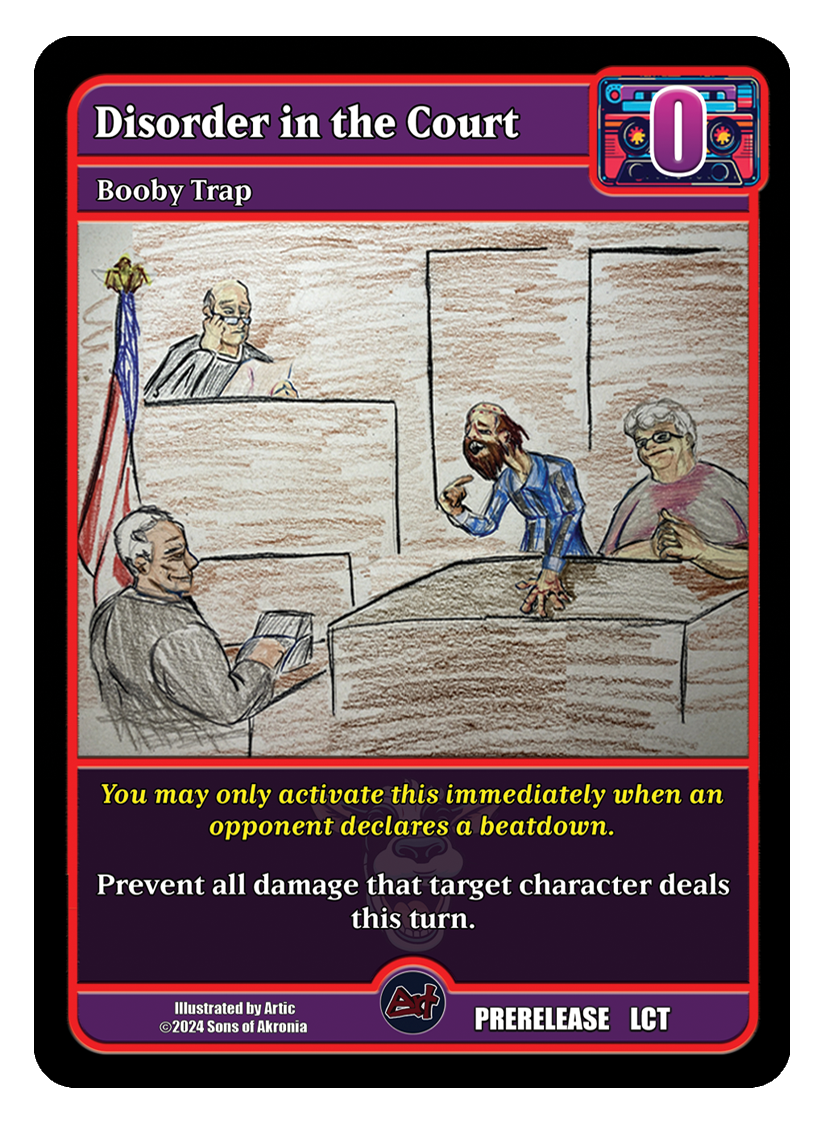 Disorder in the Court
0
Booby Trap
You may only activate this immediately when an
opponent declares a beatdown.
Prevent all damage that target character deals
this turn.
Illustrated by Artic
©2024 Sons of Akronia
Art
PRERELEASE LCT